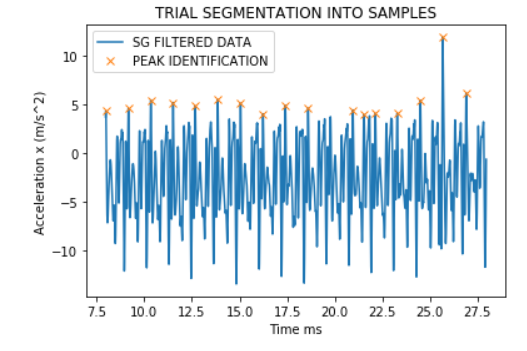 TRIAL SEGMENTATION INTO SAMPLES
SG FILTERED DATA
PEAK IDENTIFICATION
10
5
0
−5
−10
Acceleration x (m/s^2)
7.5 10.0 12.5 15.0 17.5 20.0 22.5 25.0 27.5
Time ms